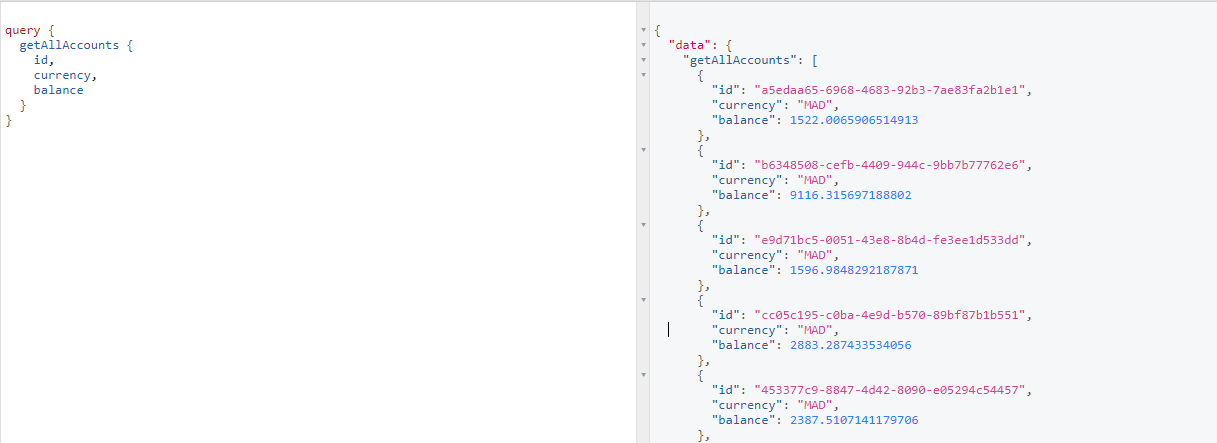 query {
  getAllAccounts {
    id,
    currency,
    balance
  }
}
{
  "data": {
    "getAllAccounts": [
      {
        "id": "a5edaa65-6968-4683-92b3-7ae83fa2b1e1",
        "currency": "MAD",
        "balance": 1522.0065906514913
      },
      {
        "id": "b6348508-cefb-4409-944c-9bb7b77762e6",
        "currency": "MAD",
        "balance": 9116.315697188802
      },
      {
        "id": "e9d71bc5-0051-43e8-8b4d-fe3ee1d533dd",
        "currency": "MAD",
        "balance": 1596.9848292187871
      },
      {
        "id": "cc05c195-c0ba-4e9d-b570-89bf87b1b551",
        "currency": "MAD",
        "balance": 2883.287433534056
      },
      {
        "id": "453377c9-8847-4d42-8090-e05294c54457",
        "currency": "MAD",
        "balance": 2387.5107141179706
      },